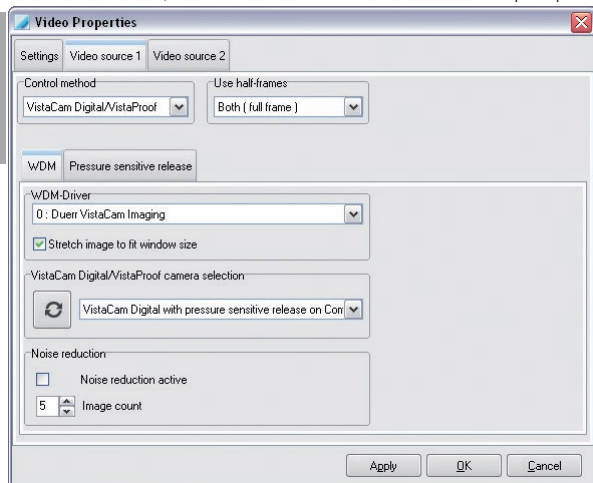 Video Properties
Settings Video source 1 Video source 2
Control method Use half-frames
VistaCam Digital/VistaProof Both ( full frame )
WDM Pressure sensitive release
WDM-Driver
0 : Duerr VistaCam Imaging
Stretch image to fit window size
VistaCam Digital/VistaProof camera selection
VistaCam Digital with pressure sensitive release on
Noise reduction
Noise reduction active
5 Image count
Apply OK Cancel